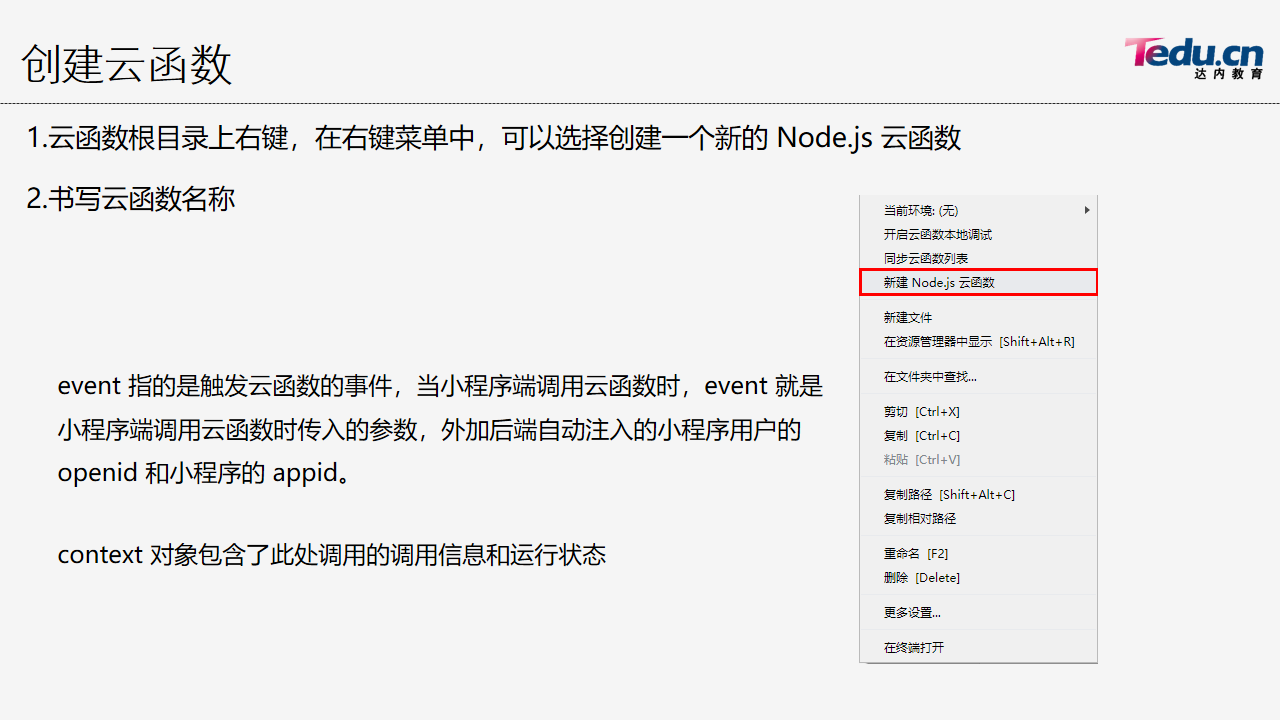 创建云函数
Tedu.cn
达内教育
1.云函数根目录上右键，在右键菜单中，可以选择创建一个新的 Node.js 云函数
2.书写云函数名称
event 指的是触发云函数的事件，当小程序端调用云函数时，event 就是
小程序端调用云函数时传入的参数，外加后端自动注入的小程序用户的
openid 和小程序的 appid。
context 对象包含了此处调用的调用信息和运行状态
当前环境: (无)
开启云函数本地调试
同步云函数列表
新建 Node.js 云函数
新建文件
在资源管理器中显示 [Shift+Alt+R]
在文件夹中查找...
剪切 [Ctrl+X]
复制 [Ctrl+C]
粘贴 [Ctrl+V]
复制路径 [Shift+Alt+C]
复制相对路径
重命名 [F2]
删除 [Delete]
更多设置...
在终端打开